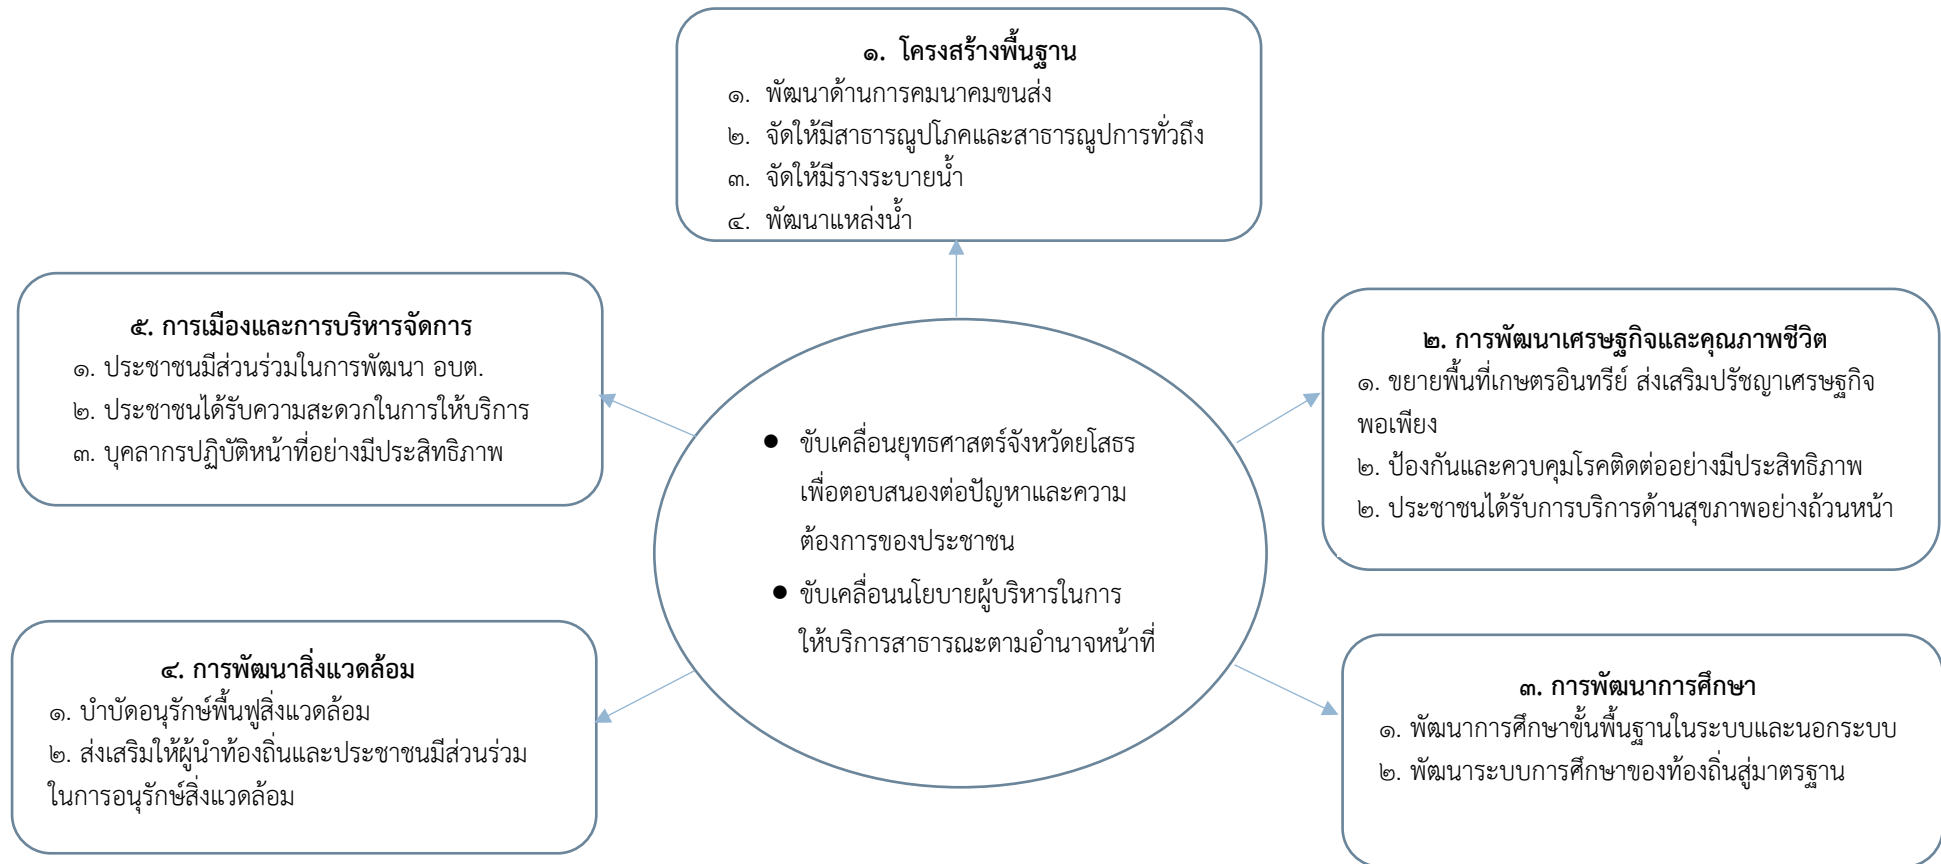 ๑. โครงสร้างพื้นฐาน
๑. พัฒนาด้านการคมนาคมขนส่ง
๒. จัดให้มีสาธารณูปโภคและสาธารณูปการทั่วถึง
๓. จัดให้มีรางระบายน้ำ
๔. พัฒนาแหล่งน้ำ
๕. การเมืองและการบริหารจัดการ
๑. ประชาชนมีส่วนร่วมในการพัฒนา อบต.
๒. ประชาชนได้รับความสะดวกในการให้บริการ
๓. บุคลากรปฏิบัติหน้าที่อย่างมีประสิทธิภาพ
๒. การพัฒนาเศรษฐกิจและคุณภาพชีวิต
๑. ขยายพื้นที่เกษตรอินทรีย์ ส่งเสริมปรัชญาเศรษฐกิจ
พอเพียง
๒. ป้องกันและควบคุมโรคติดต่ออย่างมีประสิทธิภาพ
๒. ประชาชนได้รับการบริการด้านสุขภาพอย่างถ้วนหน้า
● ขับเคลื่อนยุทธศาสตร์จังหวัดยโสธร
เพื่อตอบสนองต่อปัญหาและความ
ต้องการของประชาชน
● ขับเคลื่อนนโยบายผู้บริหารในการ
ให้บริการสาธารณะตามอำนาจหน้าที่
๔. การพัฒนาสิ่งแวดล้อม
๑. บำบัดอนุรักษ์พื้นฟูสิ่งแวดล้อม
๒. ส่งเสริมให้ผู้นำท้องถิ่นและประชาชนมีส่วนร่วม
ในการอนุรักษ์สิ่งแวดล้อม
๓. การพัฒนาการศึกษา
๑. พัฒนาการศึกษาขั้นพื้นฐานในระบบและนอกระบบ
๒. พัฒนาระบบการศึกษาของท้องถิ่นสู่มาตรฐาน